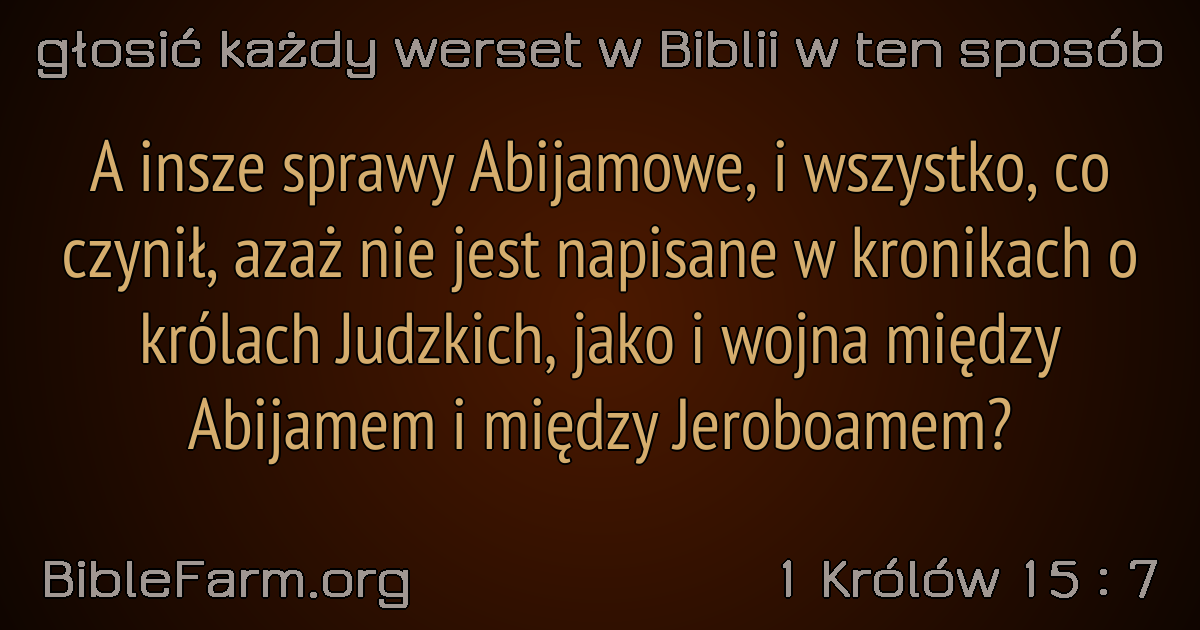 głosić każdy werset w Biblii w ten sposób
A insze sprawy Abijamowe, i wszystko, co
czynił, azaż nie jest napisane w kronikach o
królach Judzkich, jako i wojna między
Abijamem i między Jeroboamem?
BibleFarm.org
1 Królów 15 : 7